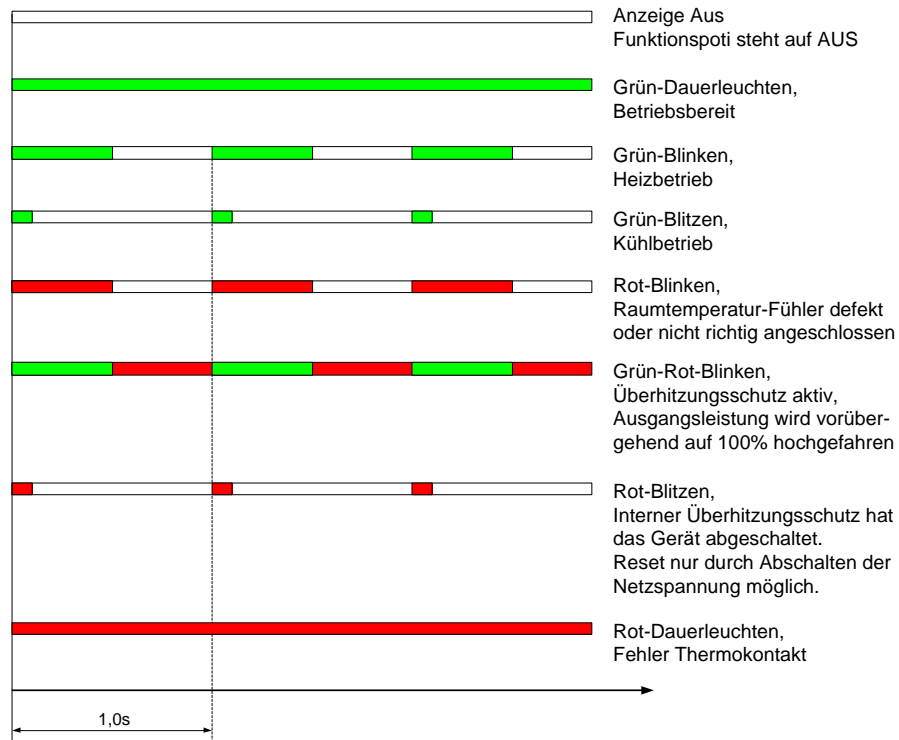 Anzeige Aus
Funktionspoti steht auf AUS
Grün-Dauerleuchten,
Betriebsbereit
Grün-Blinken,
Heizbetrieb
Grün-Blitzen,
Kühlbetrieb
Rot-Blinken,
Raumtemperatur-Fühler defekt
oder nicht richtig angeschlossen
Grün-Rot-Blinken,
Überhitzungsschutz aktiv,
Ausgangsleistung wird vorüber-
gehend auf 100% hochgefahren
Rot-Blitzen,
Interner Überhitzungsschutz hat
das Gerät abgeschaltet.
Reset nur durch Abschalten der
Netzspannung möglich.
Rot-Dauerleuchten,
Fehler Thermokontakt
1,0s